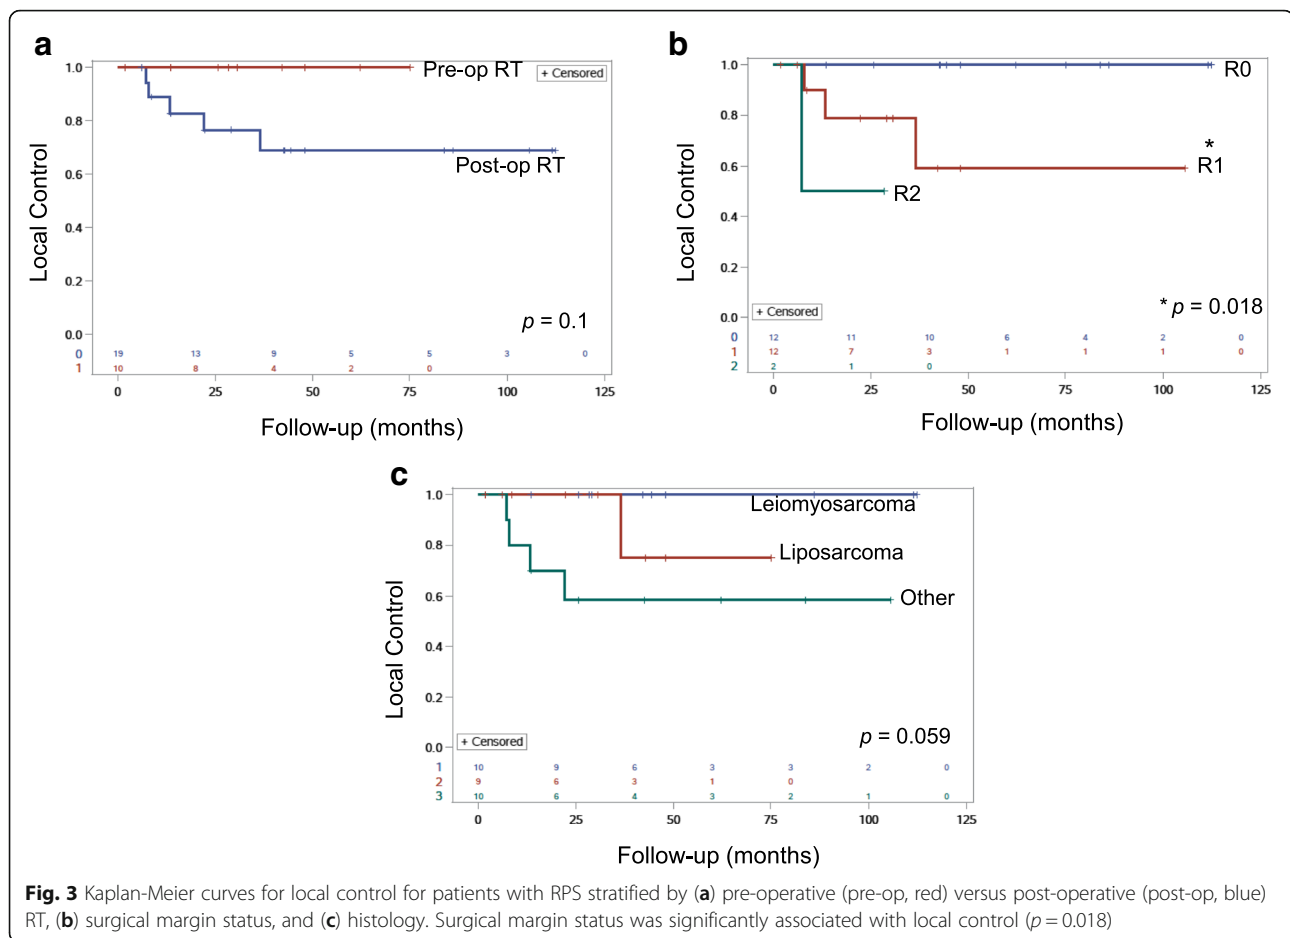 a
1.0
0.8
0.6
0.4
0.2
0.0
Local Control
Pre-op RT
+ Censored
Post-op RT
p = 0.1
0 19 13 9 5 5 3 0
1 10 8 4 2 0
0 25 50 75 100 125
Follow-up (months)
b
1.0
0.8
0.6
0.4
0.2
0.0
Local Control
R0
*
R1
R2
+ Censored
* p = 0.018
0 12 11 10 6 4 2 0
1 12 7 3 1 1 1 0
2 2 1 0
0 25 50 75 100 125
Follow-up (months)
c
1.0
0.8
0.6
0.4
0.2
0.0
Local Control
Leiomyosarcoma
Liposarcoma
Other
+ Censored
p = 0.059
1 10 9 6 3 3 2 0
2 9 6 3 1 0
3 10 6 4 3 2 1 0
0 25 50 75 100 125
Follow-up (months)
Fig. 3 Kaplan-Meier curves for local control for patients with RPS stratified by (a) pre-operative (pre-op, red) versus post-operative (post-op, blue)
RT, (b) surgical margin status, and (c) histology. Surgical margin status was significantly associated with local control (p = 0.018)